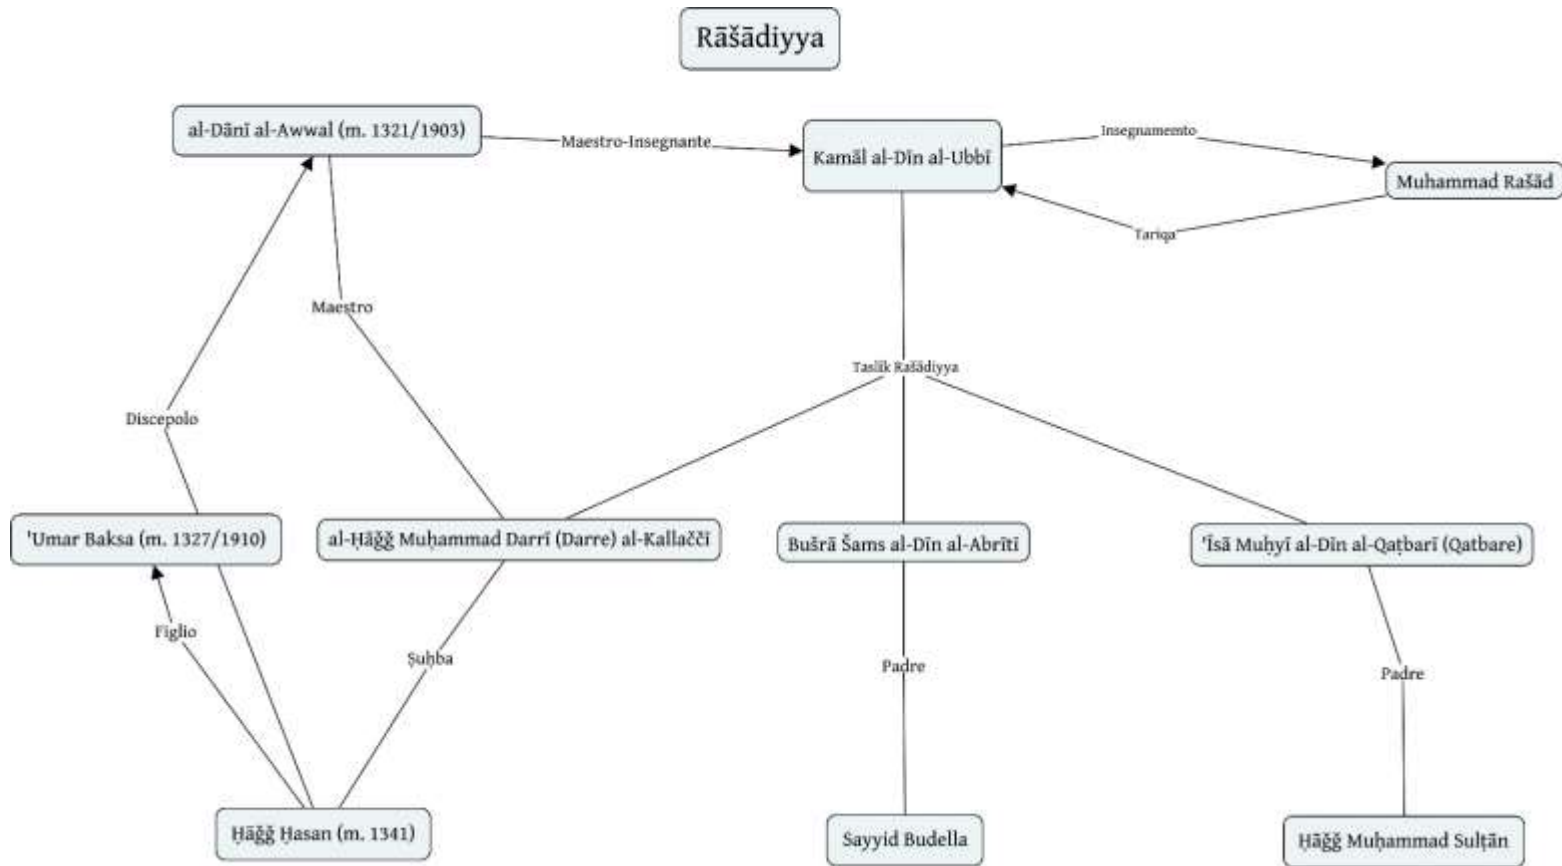 Rāšādiyya
al-Dānī al-Awwal (m. 1321/1903)
Maestro-Insegnante
Kamāl al-Dīn al-Ubbī
Insegnamemto
Muhammad Rašād
Tariqa
Maestro
Taslīk Rašādiyya
Discepolo
'Umar Baksa (m. 1327/1910)
al-Ḥāǧǧ Muḥammad Darrī (Darre) al-Kallaččī
Bušrā Šams al-Dīn al-Abrītī
'Īsā Muḥyī al-Dīn al-Qaṭbarī (Qatbare)
Figlio
Ṣuḥba
Padre
Padre
Ḥāǧǧ Ḥasan (m. 1341)
Sayyid Budella
Ḥāǧǧ Muḥammad Sulṭān